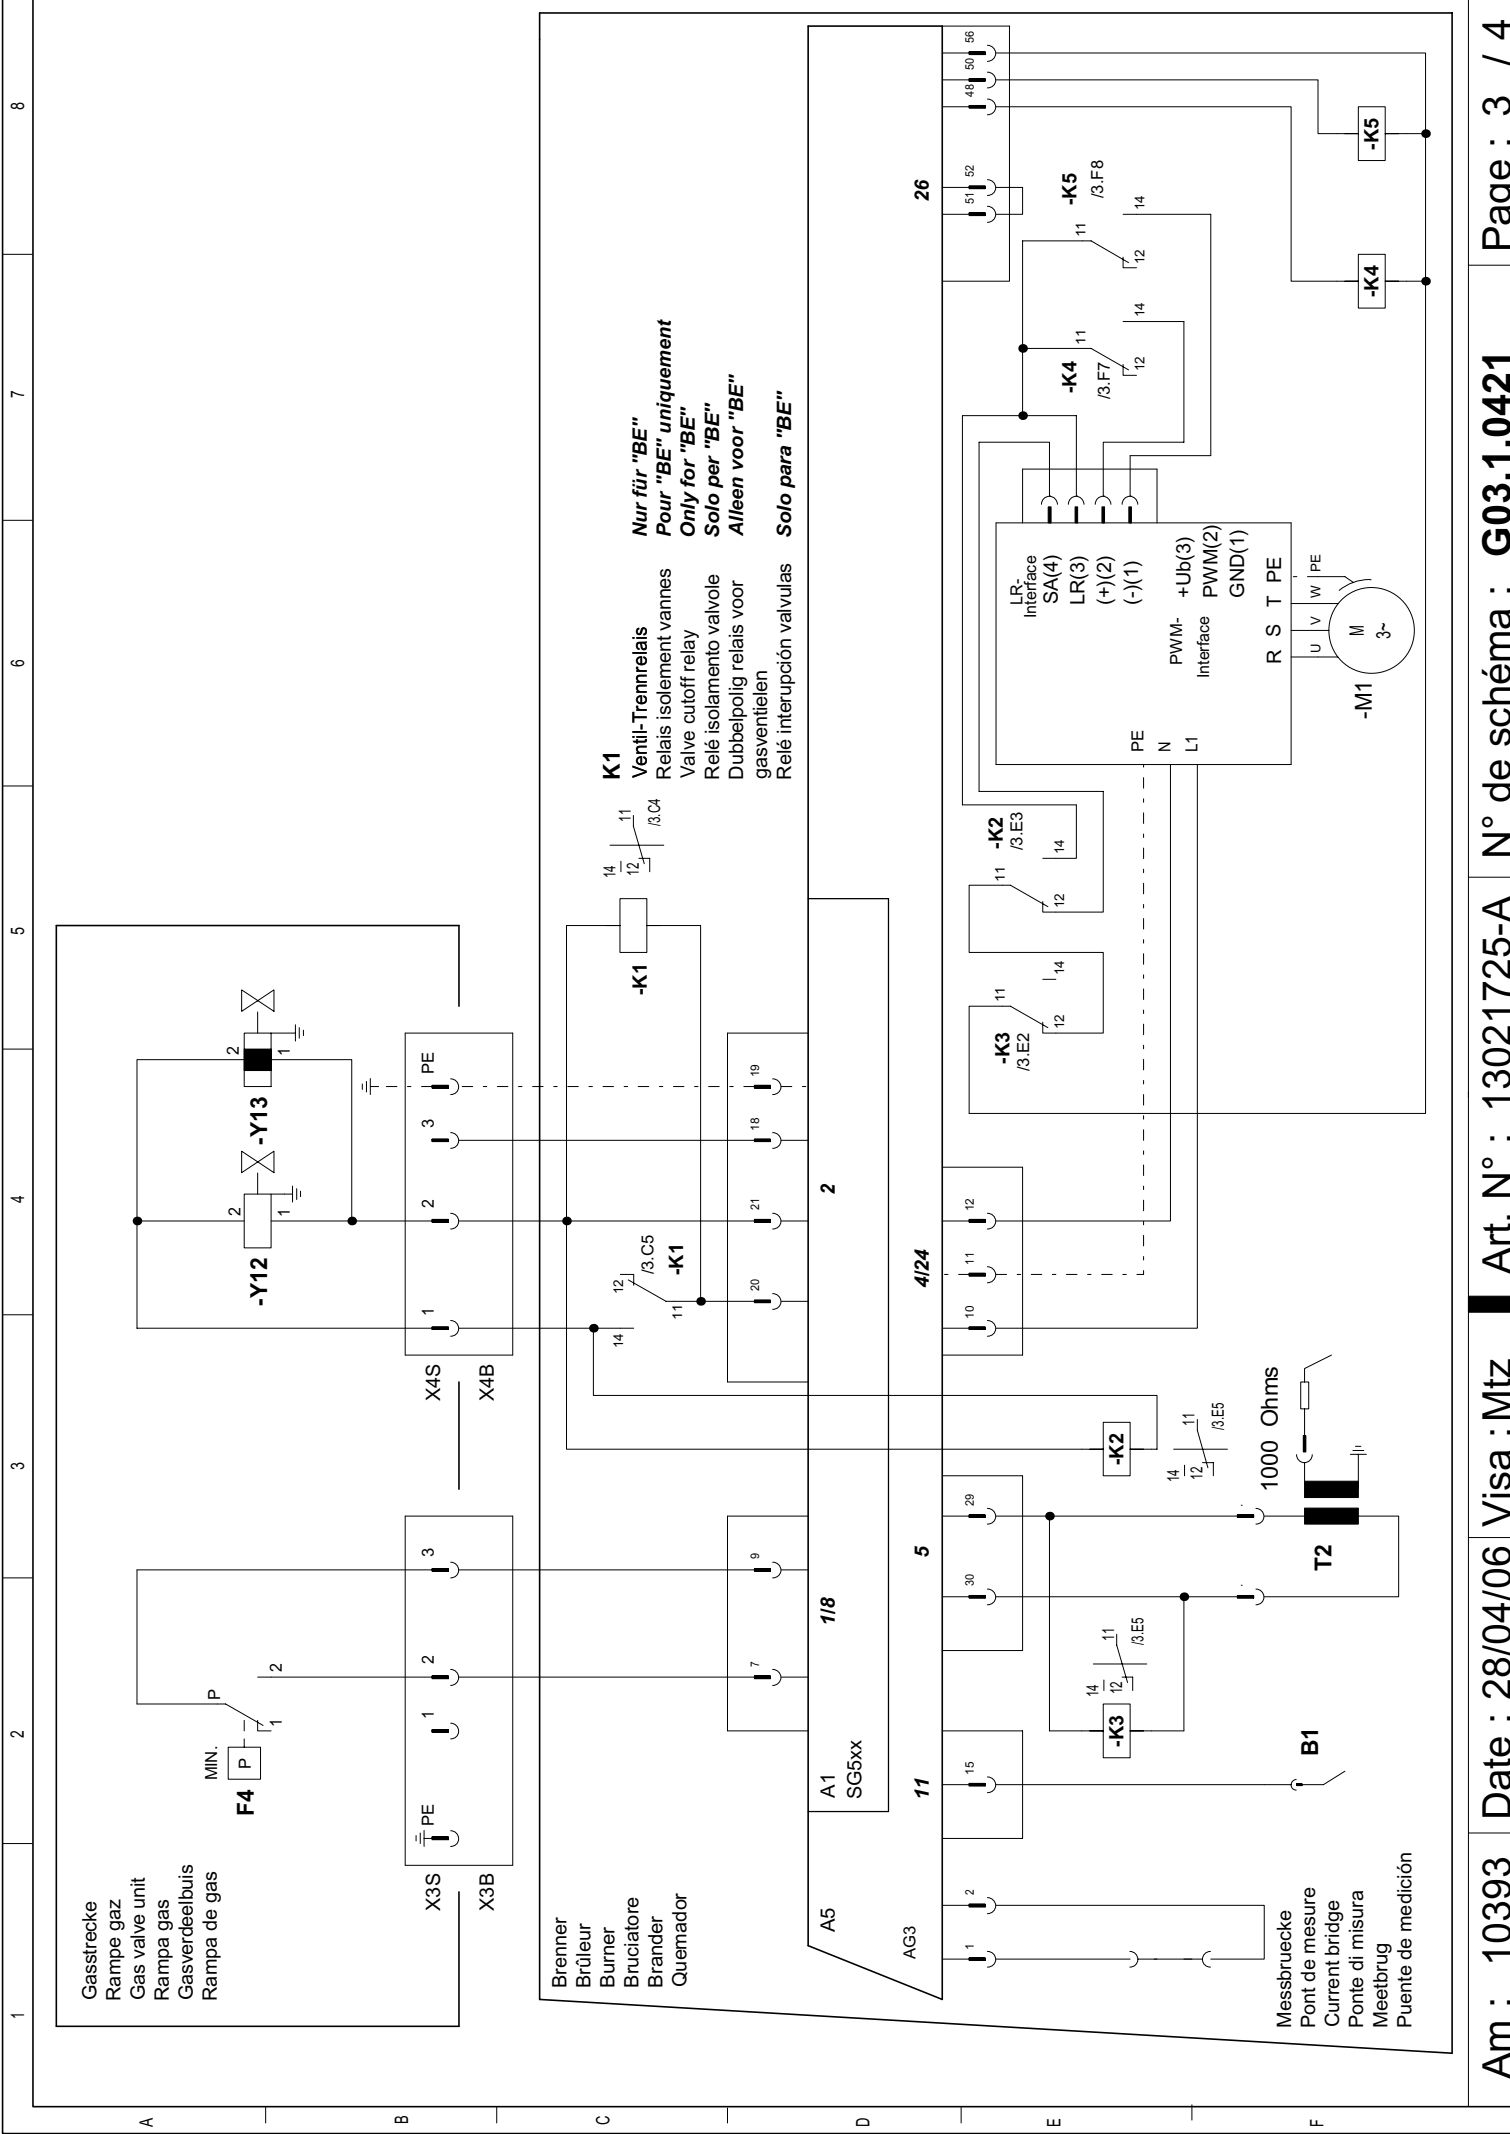 1
2
3
4
5
6
7
8
A
B
C
D
E
F
Gasstrecke
Rampe gaz
Gas valve unit
Rampa gas
Gasverdeelbuis
Rampa de gas
MIN.
P
F4
P
1
2
-Y12
2
1
-Y13
2
1
X3S
X3B
PE
1
2
3
X4S
X4B
1
2
3
PE
Brenner
Brûleur
Burner
Bruciatore
Brander
Quemador
14
12
11
/3.C5
-K1
-K1
14
12
11
/3.C4
K1
Ventil-Trennrelais
Relais isolement vannes
Valve cutoff relay
Relé isolamento valvole
Dubbelpolig relais voor
gasventielen
Relé interupción valvulas
Nur für "BE"
Pour "BE" uniquement
Only for "BE"
Solo per "BE"
Alleen voor "BE"
Solo para "BE"
7
9
20
21
18
19
A1
SG5xx
1/8
2
A5
AG3
11
5
4/24
26
1
2
15
30
29
10
11
12
51
52
48
50
56
-K3
14
12
11
/3.E5
-K2
14
12
11
/3.E5
-K3
/3.E2
11
12
14
-K2
/3.E3
11
12
14
-K4
/3.F7
11
12
14
-K5
/3.F8
11
12
14
LR-
Interface
SA(4)
LR(3)
(+)(2)
(-)(1)
PWM-
Interface
+Ub(3)
PWM(2)
GND(1)
PE
N
L1
R S T PE
U V W PE
M
3~
-M1
-K4
-K5
B1
T2
1000 Ohms
Messbruecke
Pont de mesure
Current bridge
Ponte di misura
Meetbrug
Puente de medición
Am : 10393
Date : 28/04/06
Visa : Mtz
Art. N° : 13021725-A
N° de schéma : G03.1.0421
Page : 3 / 4